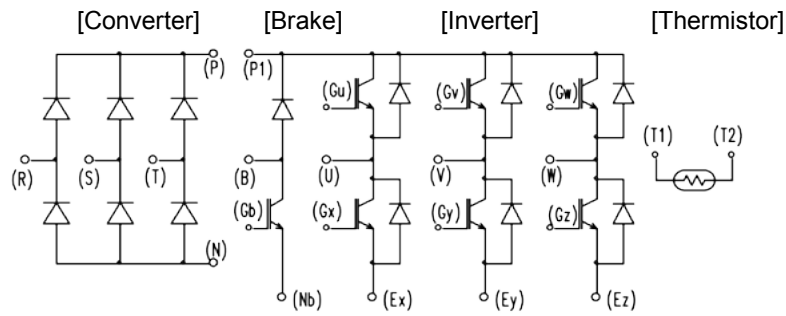 [Converter] [Brake] [Inverter] [Thermistor]
(P) (P1)
(Gu) (Gv) (Gw)
(T1) (T2)
(R) (S) (T) (B) (U) (V) (W)
(Gb) (Gx) (Gy) (Gz)
(N)
(Nb) (Ex) (Ey) (Ez)